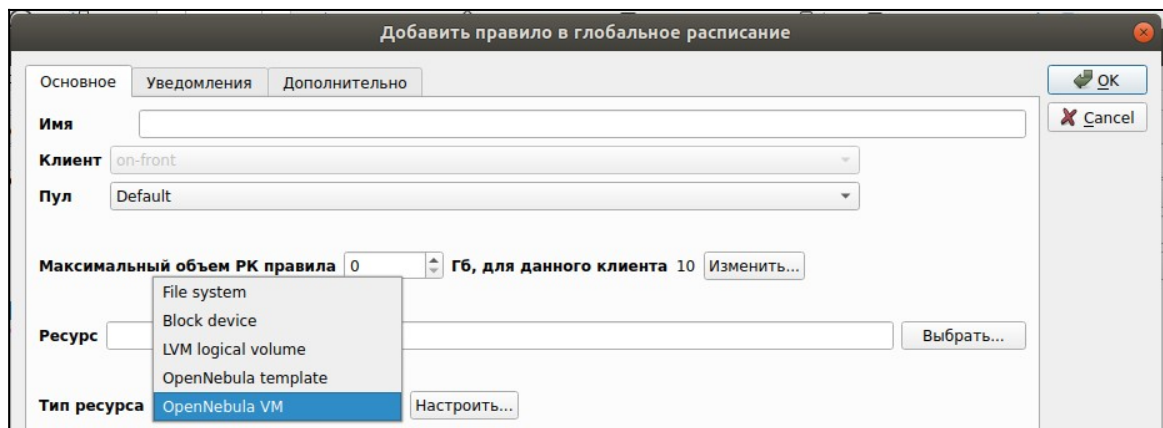 Добавить правило в глобальное расписание
Основное Уведомления Дополнительно
OK
Cancel
Имя
Клиент on-front
Пул Default
Максимальный объем РК правила 0 Гб, для данного клиента 10 Изменить...
File system
Block device
Ресурс Выбрать...
LVM logical volume
OpenNebula template
Тип ресурса OpenNebula VM Настроить...